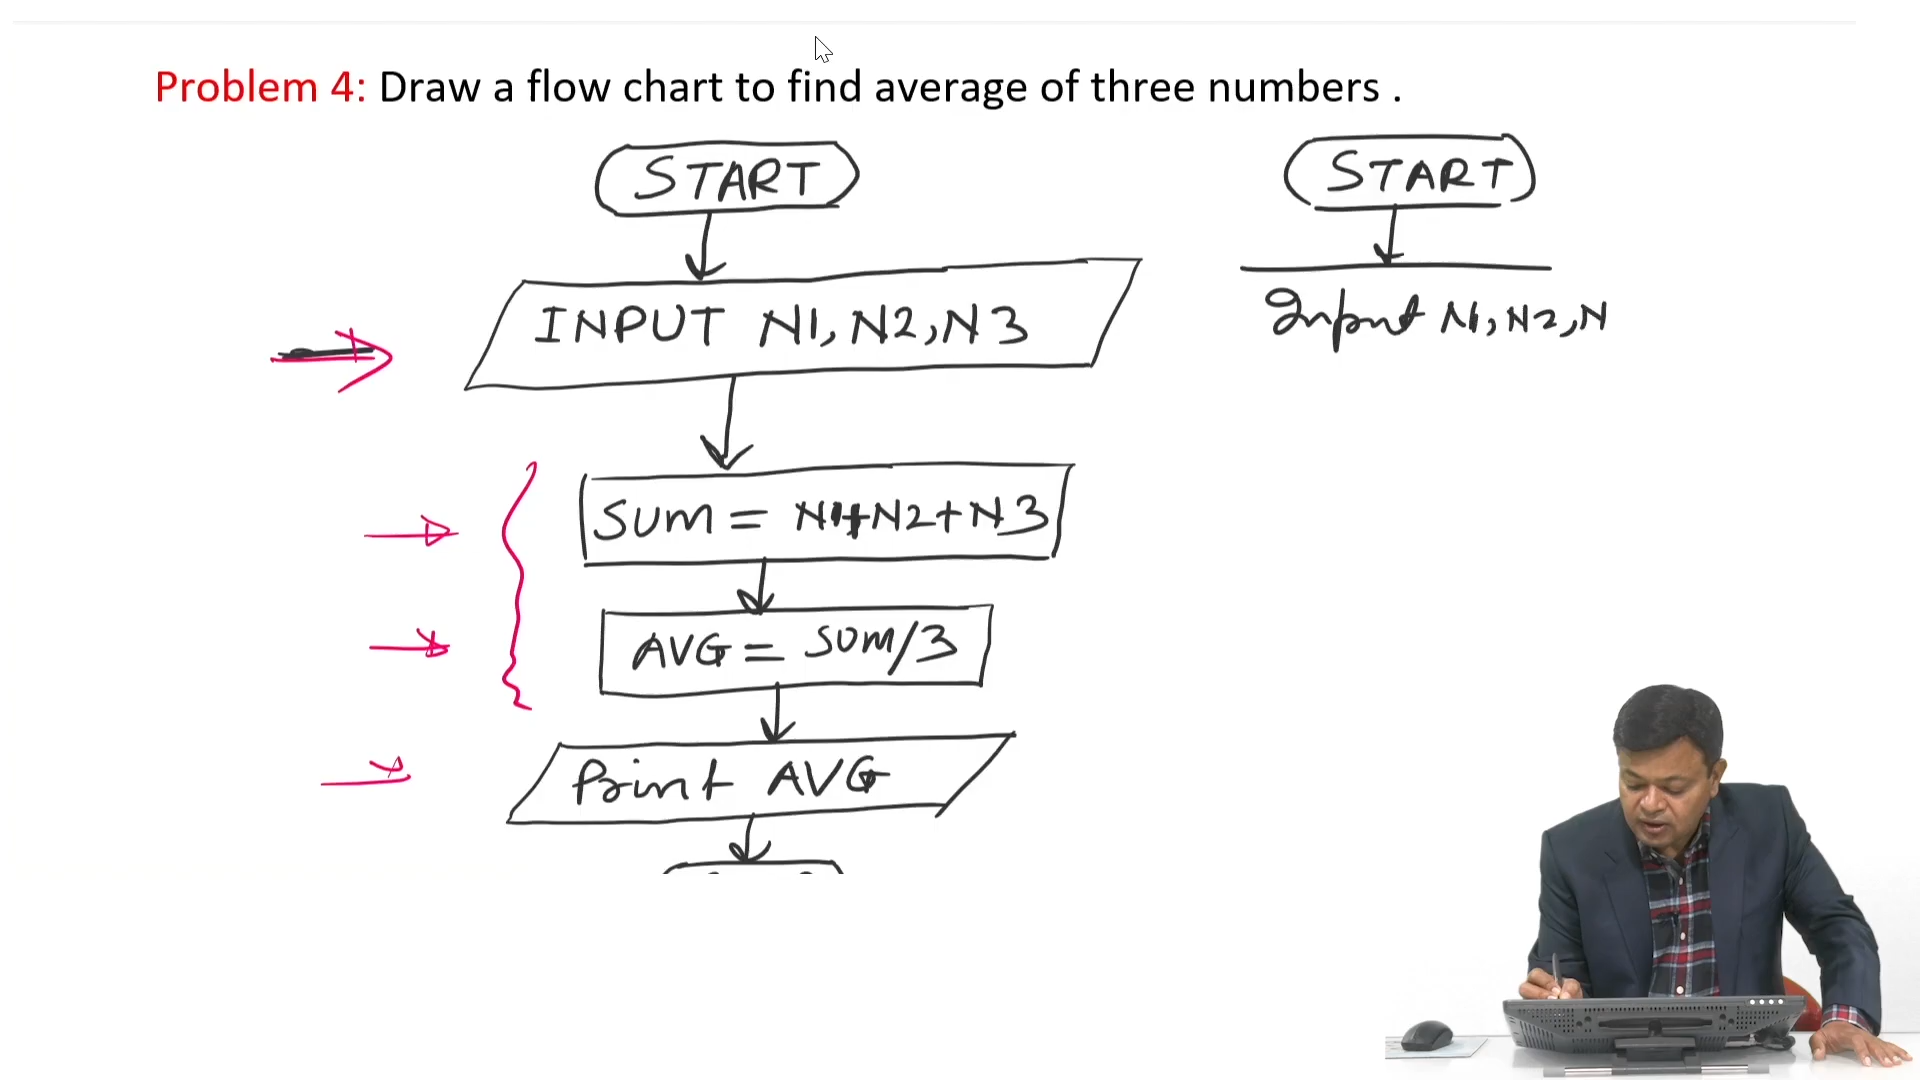 Problem 4: Draw a flow chart to find average of three numbers .
START
INPUT N1, N2, N3
SUM = N1+N2+N3
AVG = SUM/3
Print AVG
START
Input N1, N2, N